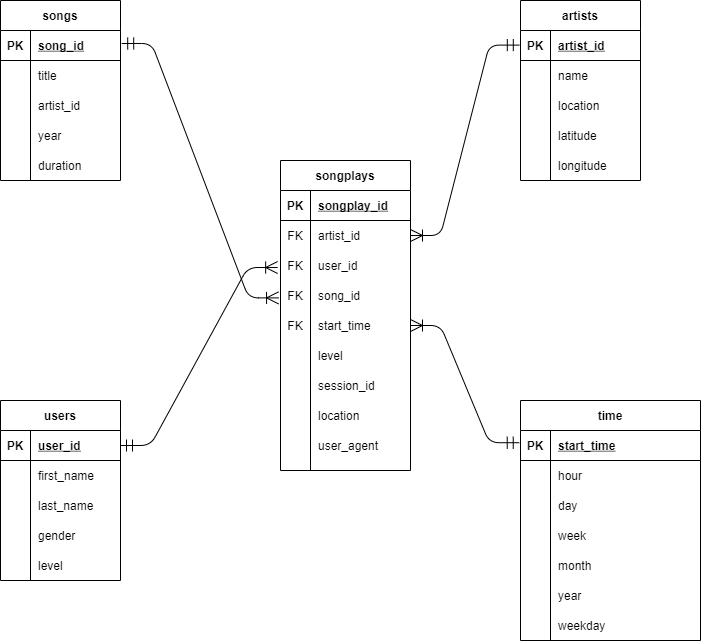 songs
PK song_id
title
artist_id
year
duration
artists
PK artist_id
name
location
latitude
longitude
songplays
PK songplay_id
FK artist_id
FK user_id
FK song_id
FK start_time
level
session_id
location
user_agent
users
PK user_id
first_name
last_name
gender
level
time
PK start_time
hour
day
week
month
year
weekday